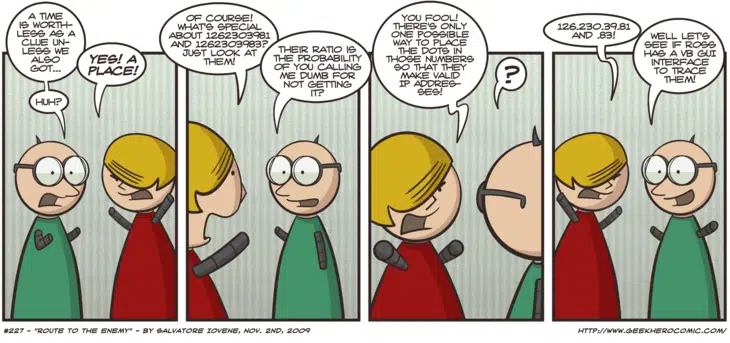 A TIME
IS WORTH-
LESS AS A
CLUE UN-
LESS WE
ALSO
GOT...
HUH?
YES! A
PLACE!
OF COURSE!
WHAT'S SPECIAL
ABOUT 1262303981
AND 1262303983?
JUST LOOK AT
THEM!
THEIR RATIO IS
THE PROBABILITY
OF YOU CALLING
ME DUMB FOR
NOT GETTING
IT?
YOU FOOL!
THERE'S ONLY
ONE POSSIBLE
WAY TO PLACE
THE DOTS IN
THOSE NUMBERS
SO THAT THEY
MAKE VALID
IP ADDRES-
SES!
?
126.230.39.81
AND .83!
WELL LET'S
SEE IF ROSS
HAS A VB GUI
INTERFACE
TO TRACE
THEM!
#227 - "ROUTE TO THE ENEMY" - BY SALVATORE IOVENE, NOV. 2ND, 2009
HTTP://WWW.GEEKHEROCOMIC.COM/